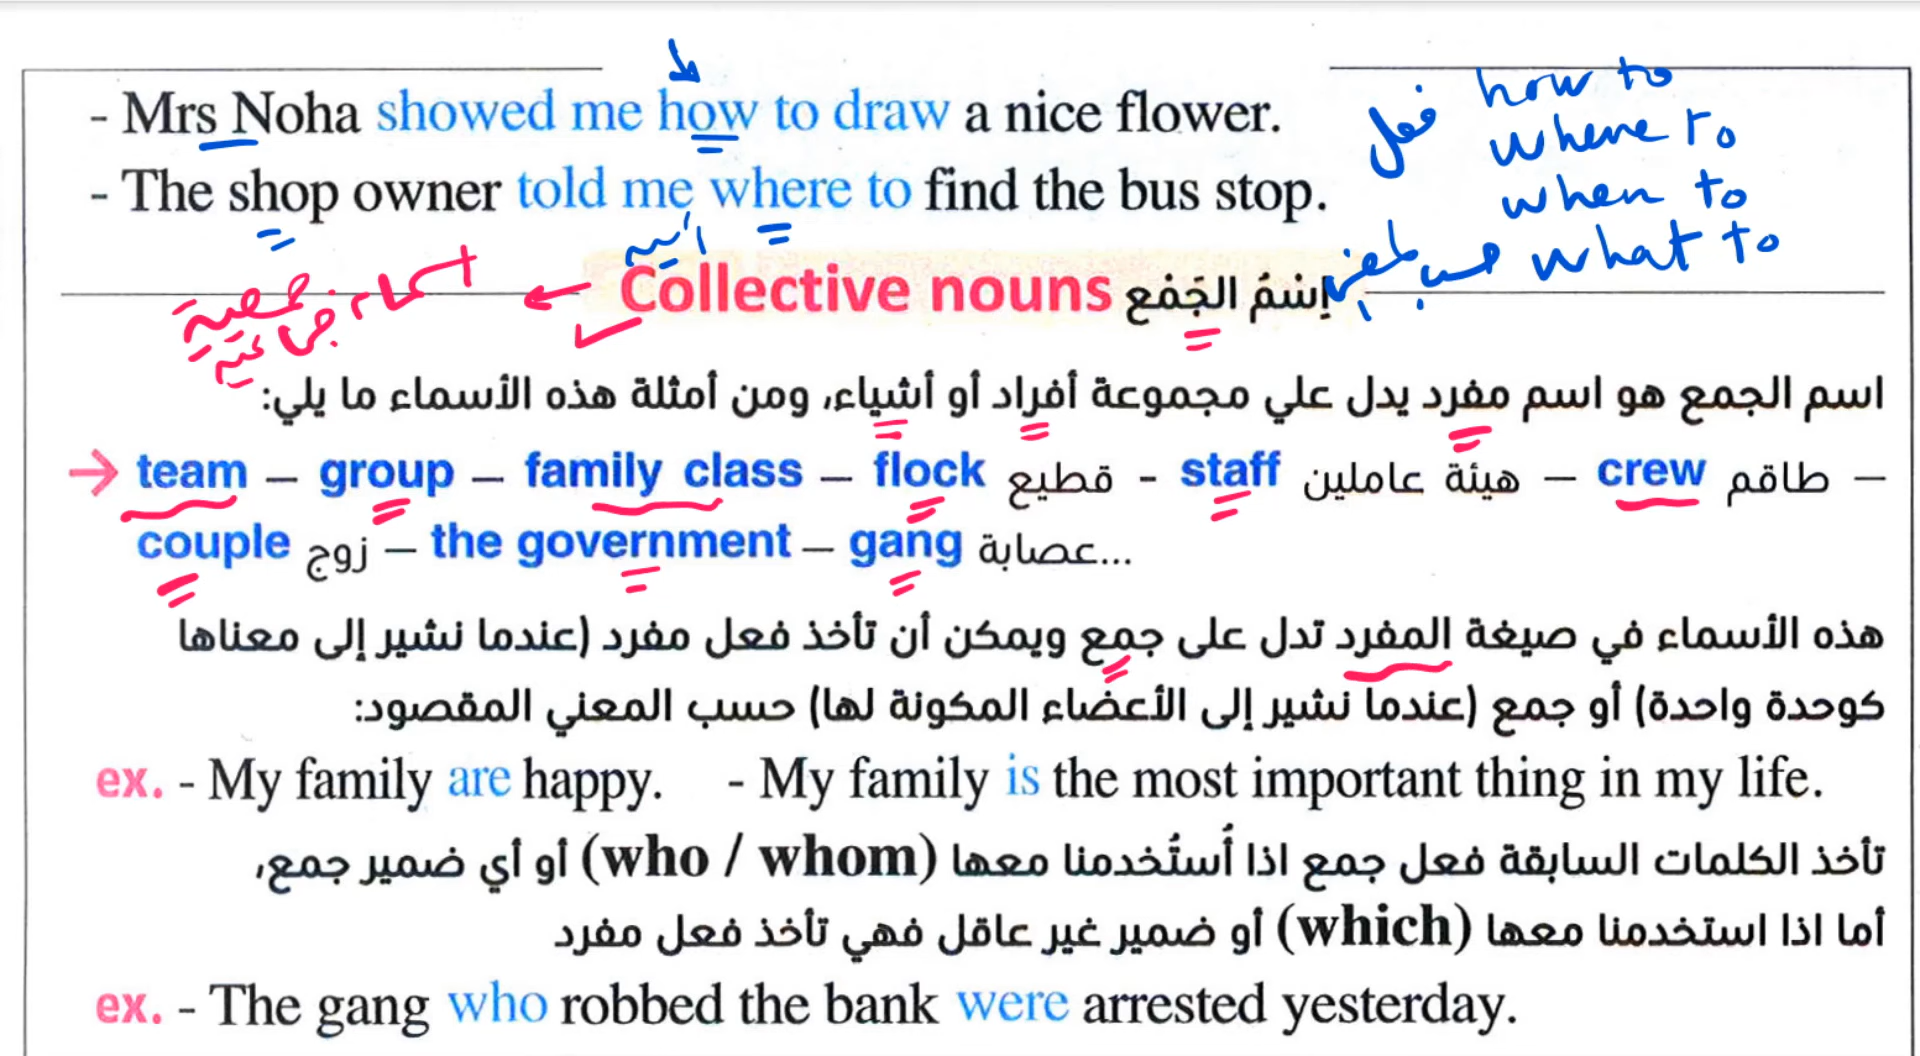 - Mrs Noha showed me how to draw a nice flower.
- The shop owner told me where to find the bus stop.
فعل
how to
where to
when to
what to
حسب المعنى
Collective nouns اِسْمُ الجَمْع
أسماء
جمعية
اسم الجمع هو اسم مفرد يدل علي مجموعة أفراد أو أشياء، ومن أمثلة هذه الأسماء ما يلي:
→ team – group – family class – flock قطيع - staff هيئة عاملين – crew طاقم –
couple زوج – the government – gang عصابة...
هذه الأسماء في صيغة المفرد تدل على جمع ويمكن أن تأخذ فعل مفرد (عندما نشير إلى معناها
كوحدة واحدة) أو جمع (عندما نشير إلى الأعضاء المكونة لها) حسب المعني المقصود:
ex. - My family are happy. - My family is the most important thing in my life.
تأخذ الكلمات السابقة فعل جمع اذا أُستُخدمنا معها (who / whom) أو أي ضمير جمع،
أما اذا استخدمنا معها (which) أو ضمير غير عاقل فهي تأخذ فعل مفرد
ex. - The gang who robbed the bank were arrested yesterday.